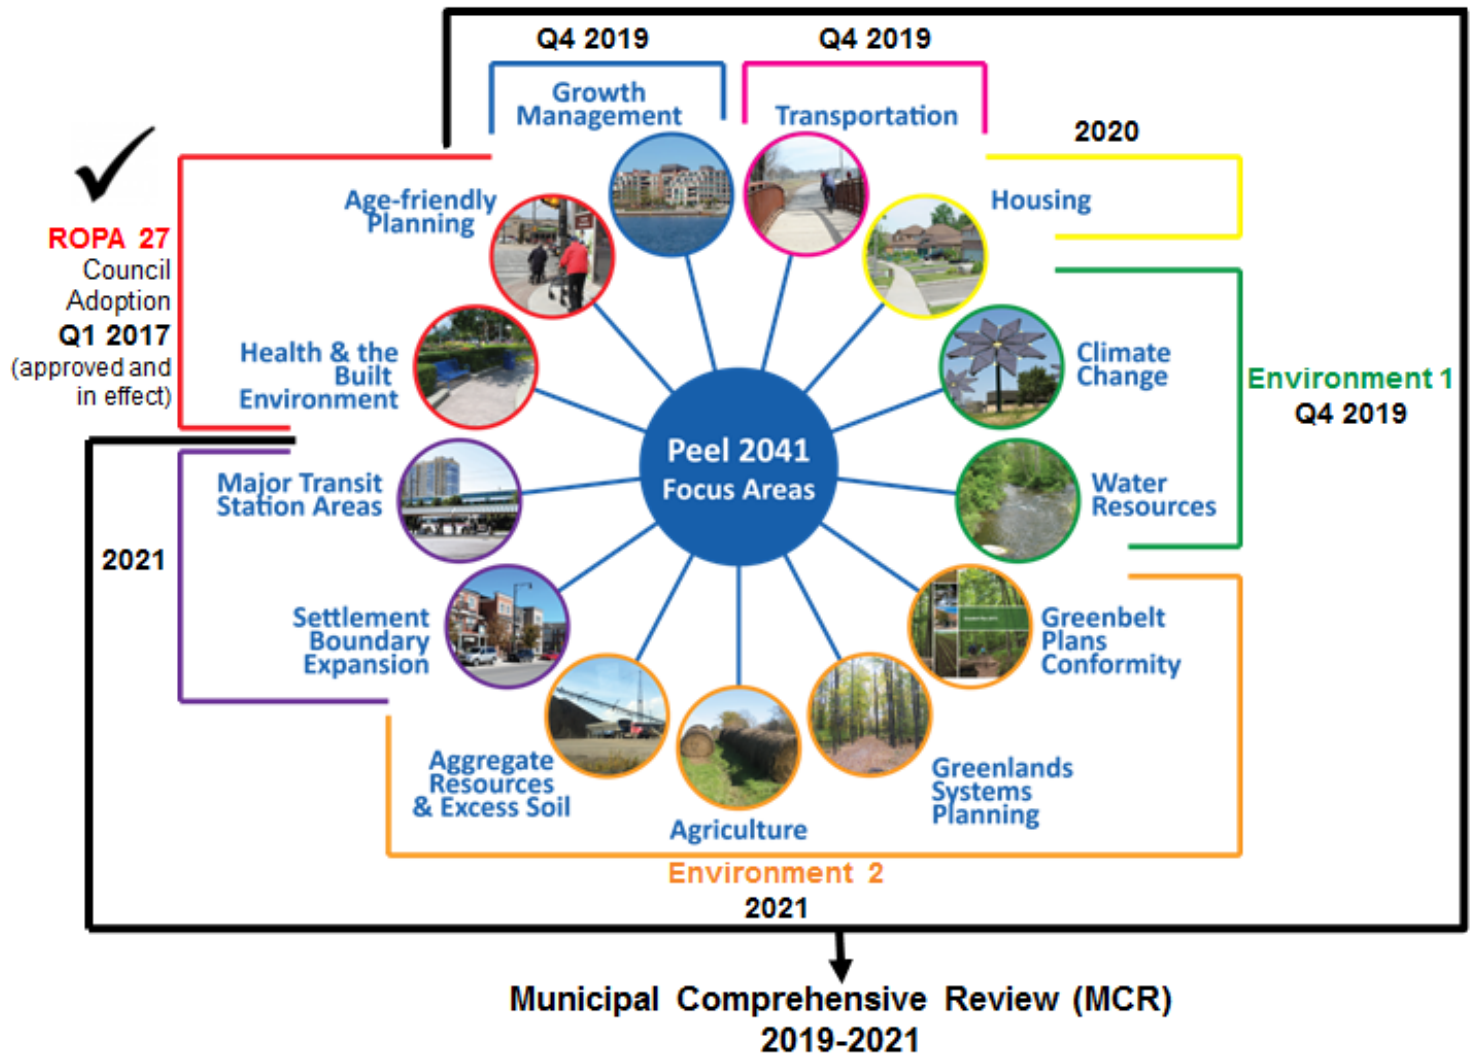 Q4 2019
Q4 2019
Growth
Management
Transportation
2020
Housing
Age-friendly
Planning
ROPA 27
Council
Adoption
Q1 2017
(approved and
in effect)
Health & the
Built
Environment
Climate
Change
Environment 1
Q4 2019
Peel 2041
Focus Areas
Major Transit
Station Areas
Water
Resources
2021
Settlement
Boundary
Expansion
Greenbelt
Plans
Conformity
Aggregate
Resources
& Excess Soil
Agriculture
Greenlands
Systems
Planning
Environment 2
2021
Municipal Comprehensive Review (MCR)
2019-2021